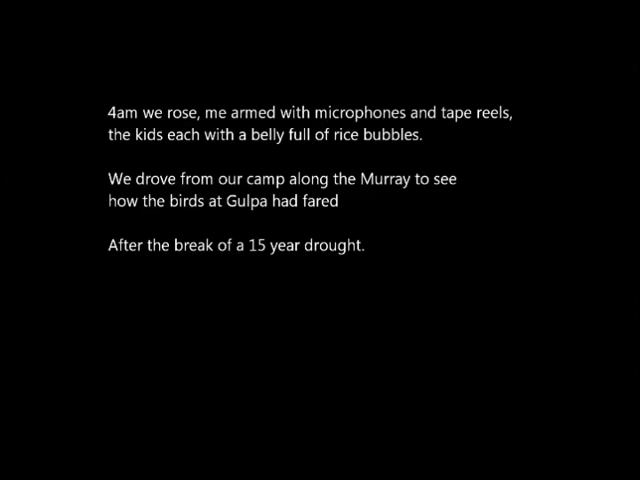 4am we rose, me armed with microphones and tape reels,
the kids each with a belly full of rice bubbles.
We drove from our camp along the Murray to see
how the birds at Gulpa had fared
After the break of a 15 year drought.